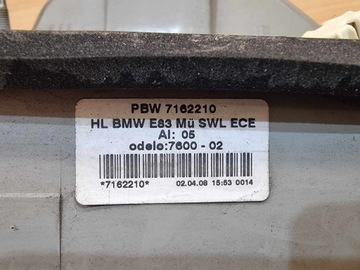 PBW 7162210
HL BMW E83 Mü SWL ECE
AI: 05
odelo:7600 - 02
*7162210* 02.04.08 15:53 0014